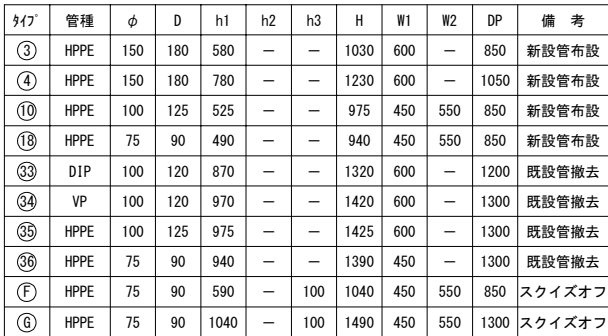 ﾀｲﾌﾟ 管種 φ D h1 h2 h3 H W1 W2 DP 備 考
③ HPPE 150 180 580 － － 1030 600 － 850 新設管布設
④ HPPE 150 180 780 － － 1230 600 － 1050 新設管布設
⑩ HPPE 100 125 525 － － 975 450 550 850 新設管布設
⑱ HPPE 75 90 490 － － 940 450 550 850 新設管布設
㉝ DIP 100 120 870 － － 1320 600 － 1200 既設管撤去
㉞ VP 100 120 970 － － 1420 600 － 1300 既設管撤去
㉟ HPPE 100 125 975 － － 1425 600 － 1300 既設管撤去
㊱ HPPE 75 90 940 － － 1390 450 － 1300 既設管撤去
Ⓕ HPPE 75 90 590 － 100 1040 450 550 850 スクイズオフ
Ⓖ HPPE 75 90 1040 － 100 1490 450 550 1300 スクイズオフ